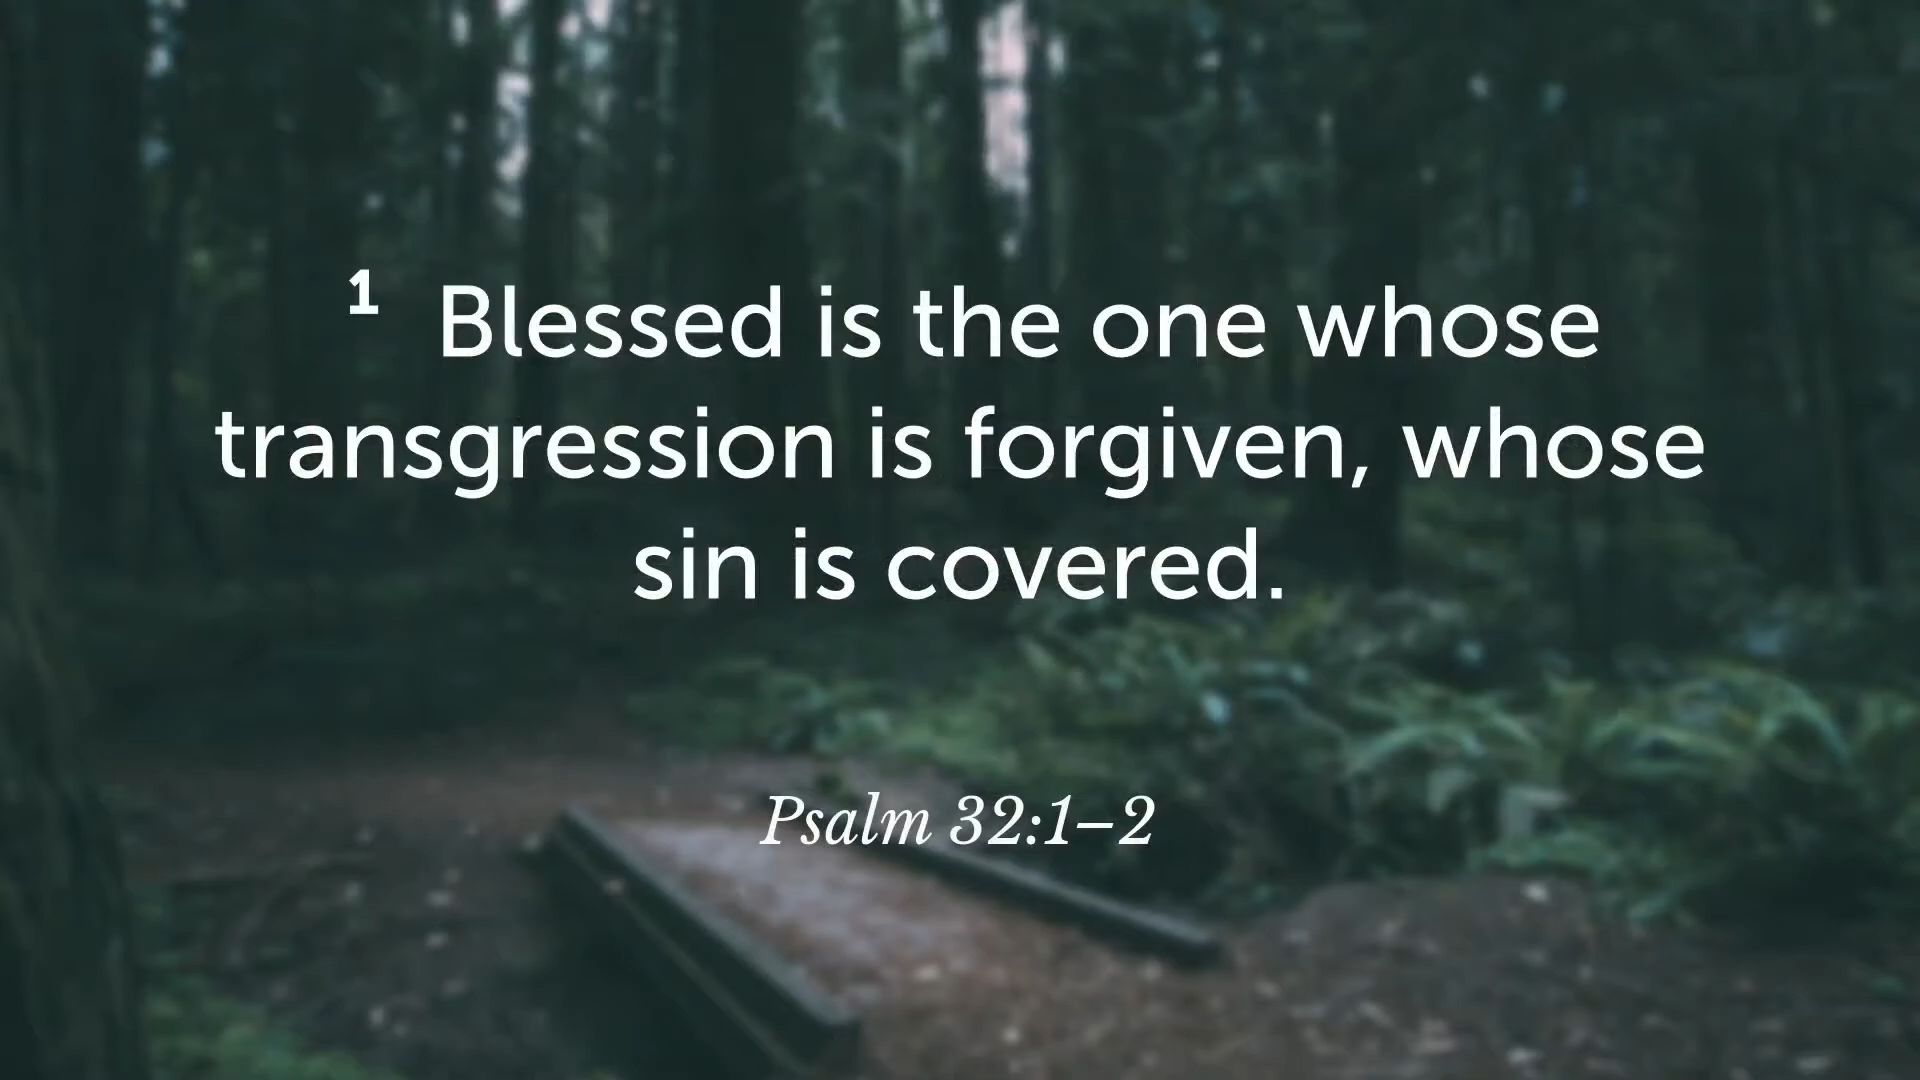 1 Blessed is the one whose
transgression is forgiven, whose
sin is covered.
Psalm 32:1–2